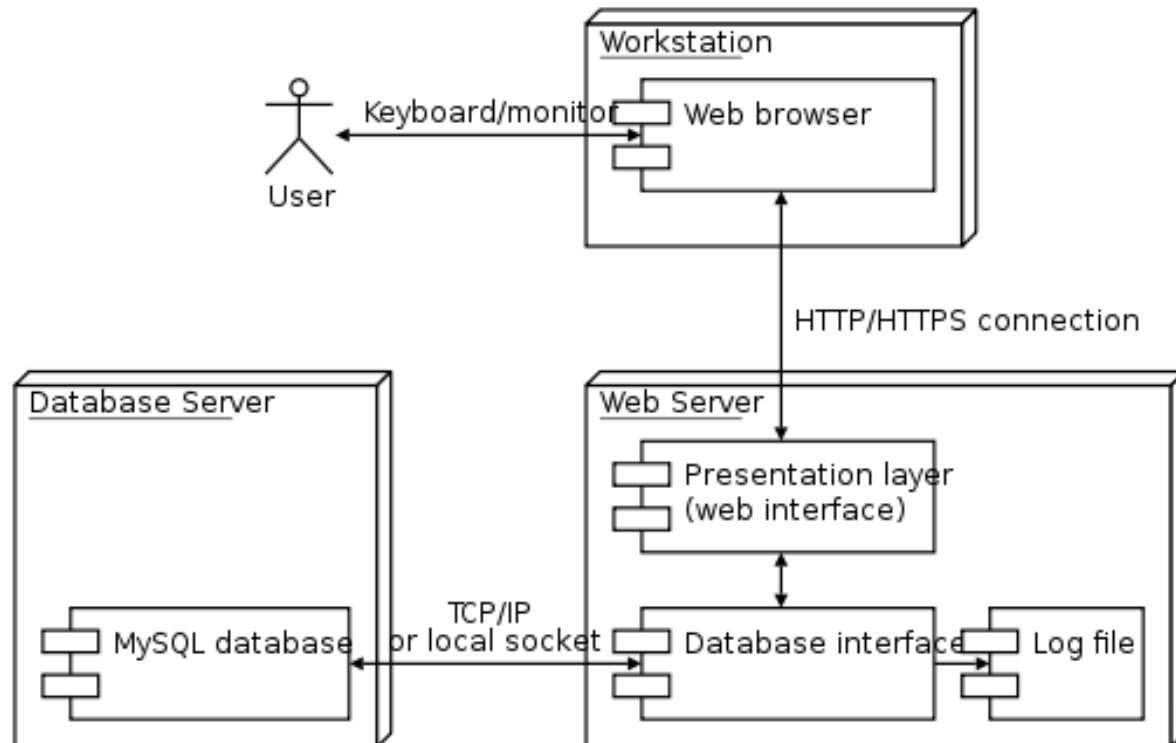 Workstation
Keyboard/monitor
Web browser
User
HTTP/HTTPS connection
Database Server
Web Server
Presentation layer
(web interface)
TCP/IP
or local socket
MySQL database
Database interface
Log file